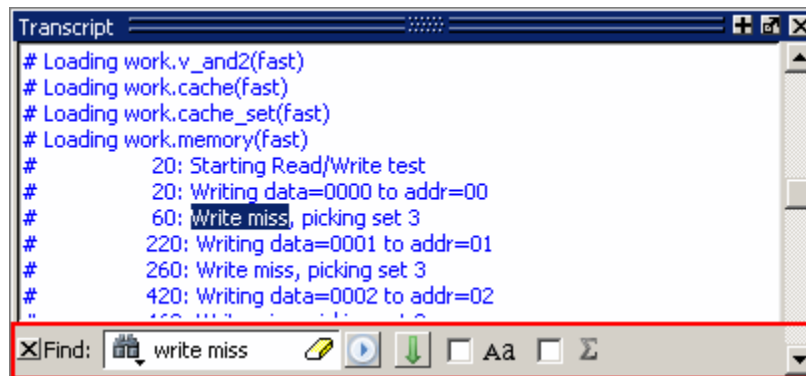 Transcript
# Loading work.v_and2(fast)
# Loading work.cache(fast)
# Loading work.cache_set(fast)
# Loading work.memory(fast)
# 20: Starting Read/Write test
# 20: Writing data=0000 to addr=00
# 60: Write miss, picking set 3
# 220: Writing data=0001 to addr=01
# 260: Write miss, picking set 3
# 420: Writing data=0002 to addr=02
Find: write miss Aa Σ